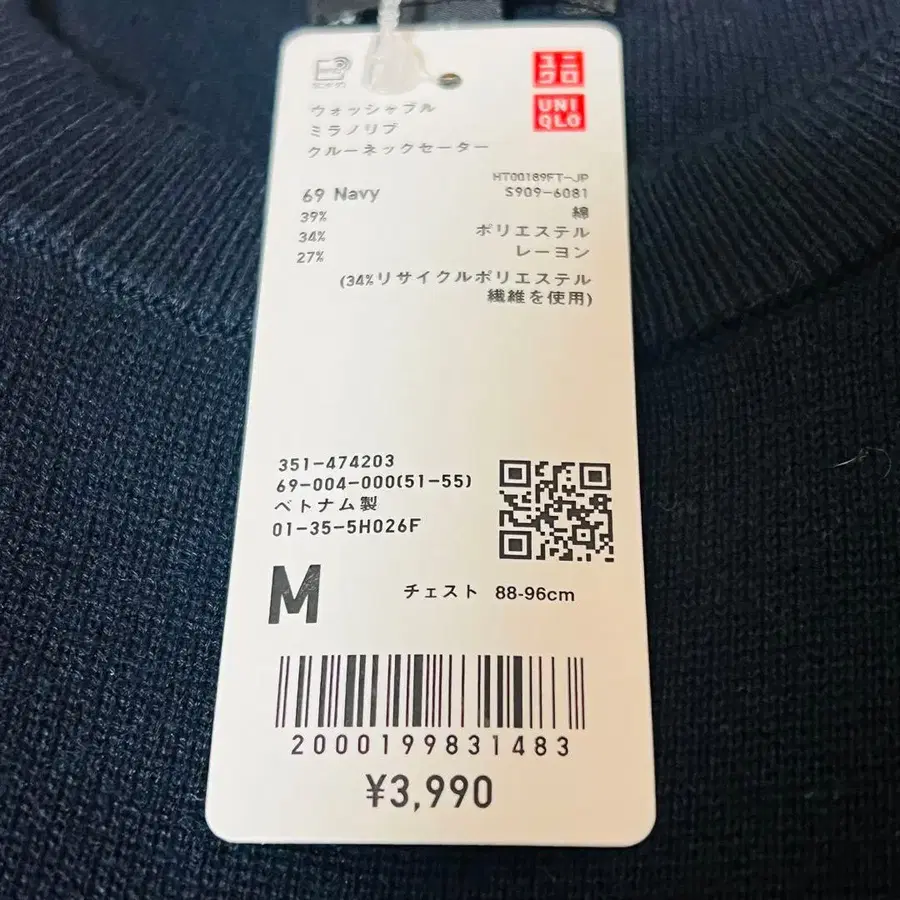 ユニ
クロ
UNI
QLO
ウォッシャブル
ミラノリブ
クルーネックセーター
HT00189FT-JP
69 Navy S909-6081
39% 綿
34% ポリエステル
27% レーヨン
(34%リサイクルポリエステル
繊維を使用)
351-474203
69-004-000(51-55)
ベトナム製
01-35-5H026F
M チェスト 88-96cm
2000199831483
¥3,990